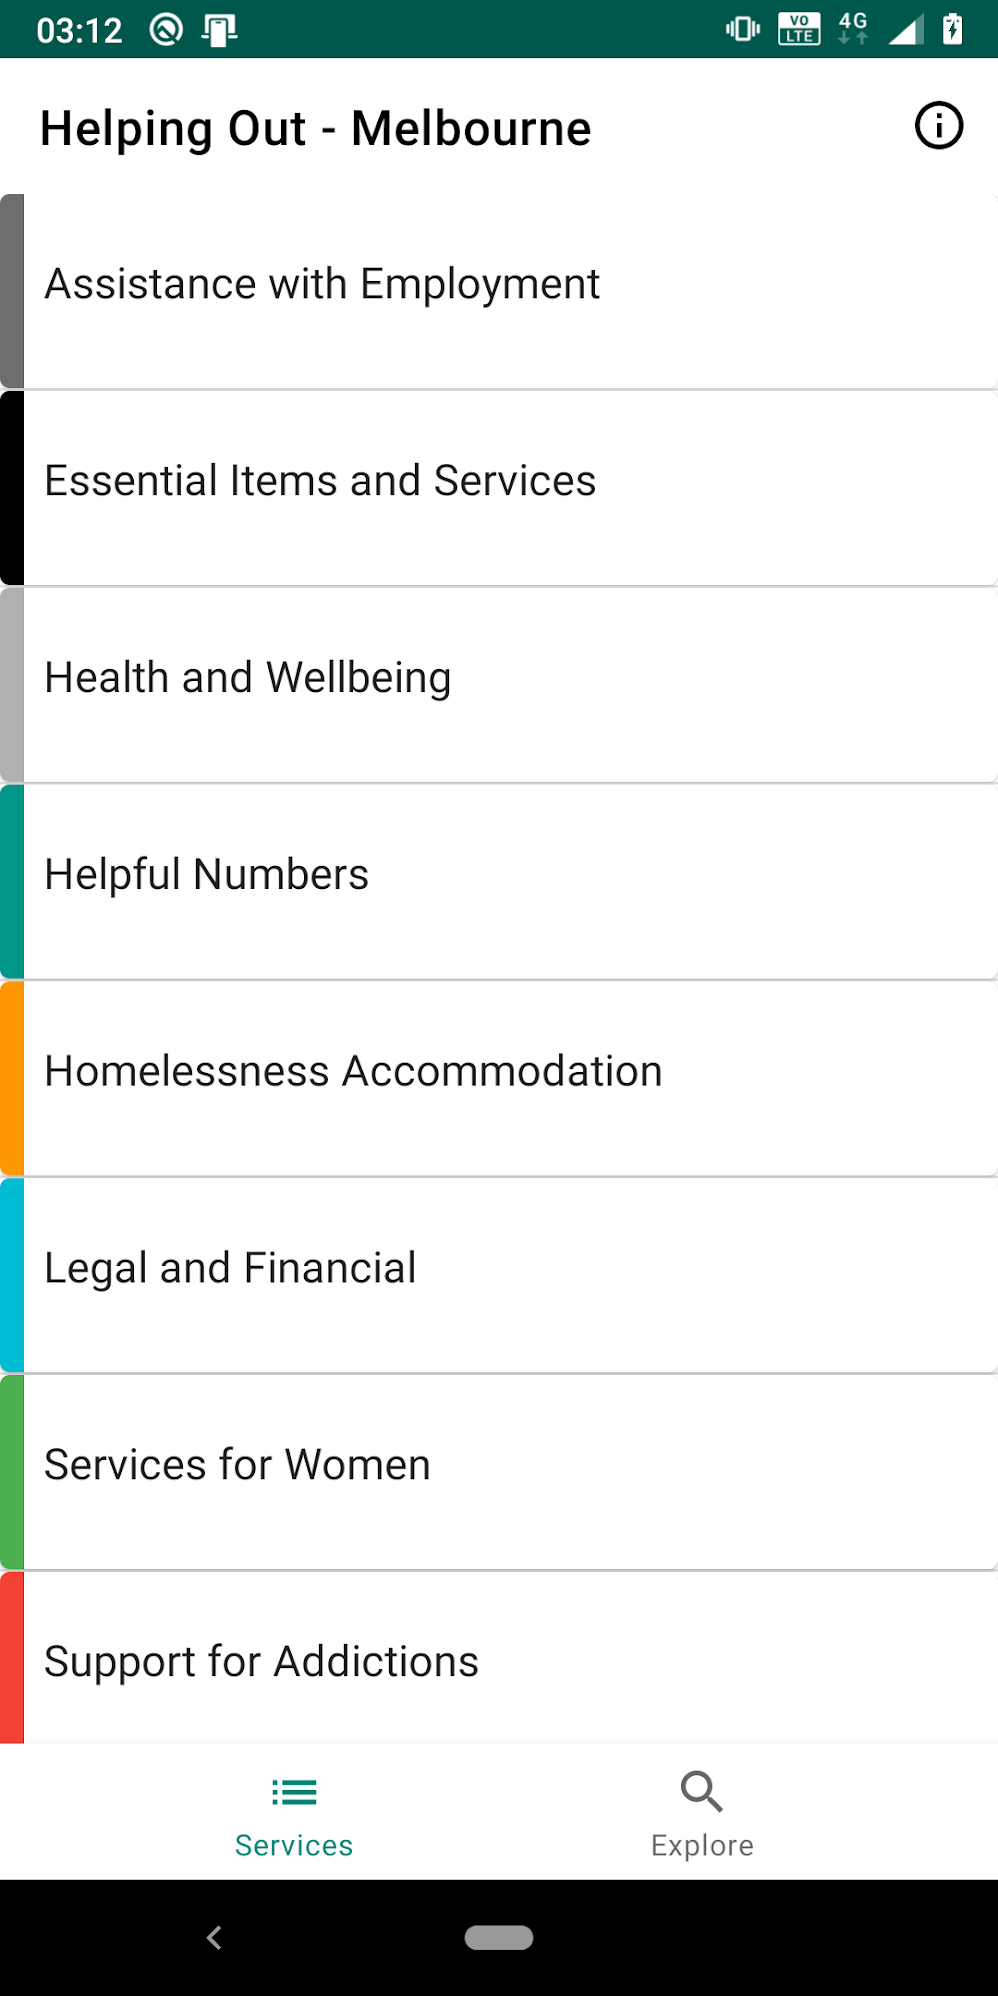 03:12
VO
LTE
4G
Helping Out - Melbourne
Assistance with Employment
Essential Items and Services
Health and Wellbeing
Helpful Numbers
Homelessness Accommodation
Legal and Financial
Services for Women
Support for Addictions
Services
Explore